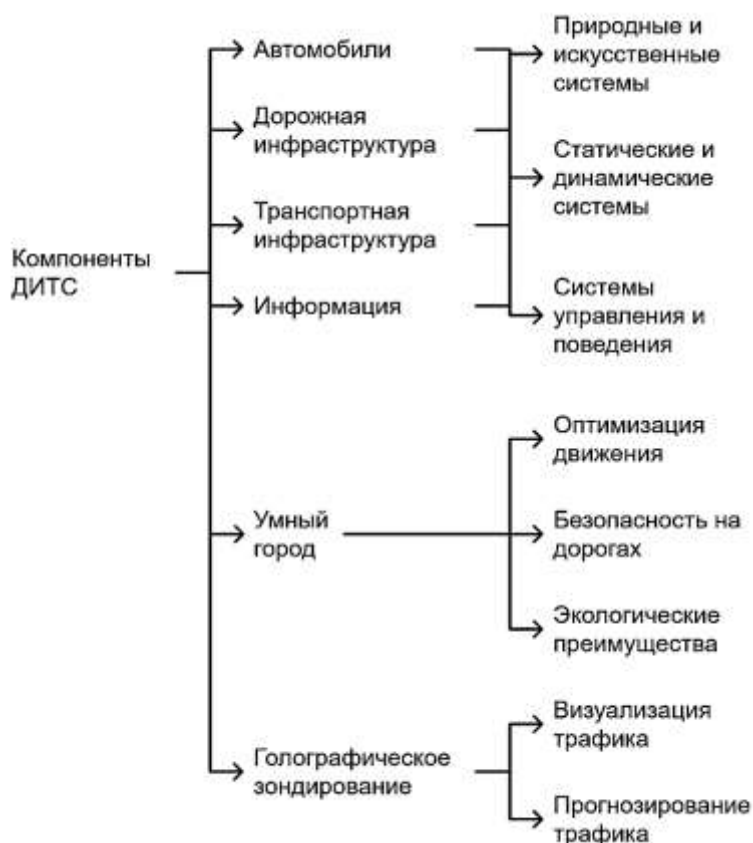 Компоненты
ДИТС
Автомобили
Дорожная
инфраструктура
Транспортная
инфраструктура
Информация
Природные и
искусственные
системы
Статические и
динамические
системы
Системы
управления и
поведения
Умный
город
Оптимизация
движения
Безопасность на
дорогах
Экологические
преимущества
Голографическое
зондирование
Визуализация
трафика
Прогнозирование
трафика